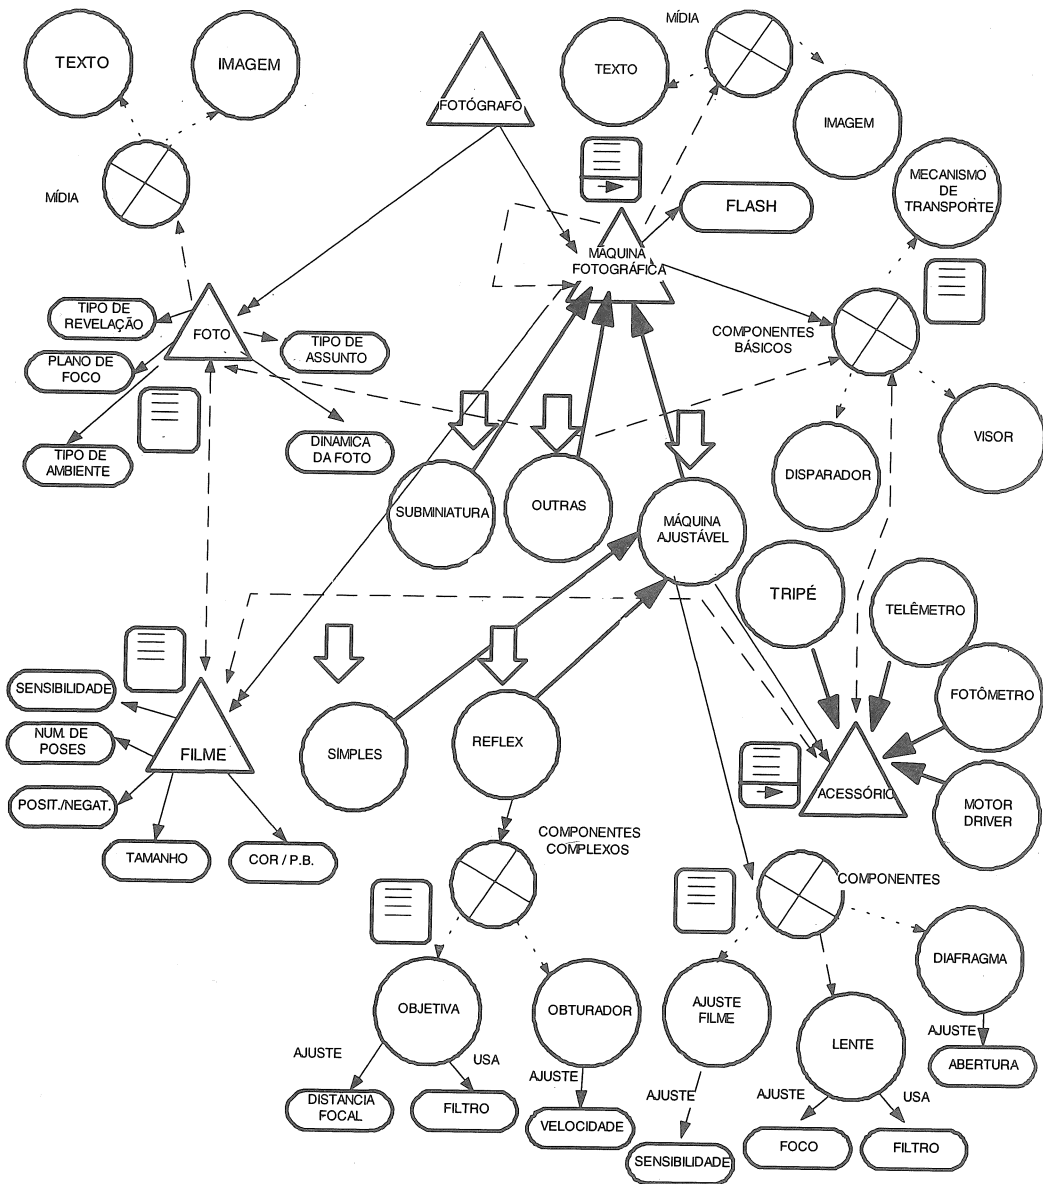 MÍDIA
TEXTO
IMAGEM
TEXTO
FOTÓGRAFO
IMAGEM
MECANISMO
DE
TRANSPORTE
MÍDIA
FLASH
MÁQUINA
FOTOGRÁFICA
TIPO DE
REVELAÇÃO
FOTO
TIPO DE
ASSUNTO
COMPONENTES
BÁSICOS
PLANO DE
FOCO
TIPO DE
AMBIENTE
DINÂMICA
DA FOTO
VISOR
DISPARADOR
SUBMINIATURA
OUTRAS
MÁQUINA
AJUSTÁVEL
TRIPÉ
TELÊMETRO
SENSIBILIDADE
FOTÔMETRO
NUM. DE
POSES
FILME
SIMPLES
REFLEX
POSIT./NEGAT.
ACESSÓRIO
MOTOR
DRIVER
TAMANHO
COR / P.B.
COMPONENTES
COMPLEXOS
COMPONENTES
DIAFRAGMA
OBJETIVA
OBTURADOR
AJUSTE
FILME
LENTE
AJUSTE
ABERTURA
AJUSTE
USA
AJUSTE
AJUSTE
AJUSTE
USA
DISTÂNCIA
FOCAL
FILTRO
VELOCIDADE
SENSIBILIDADE
FOCO
FILTRO